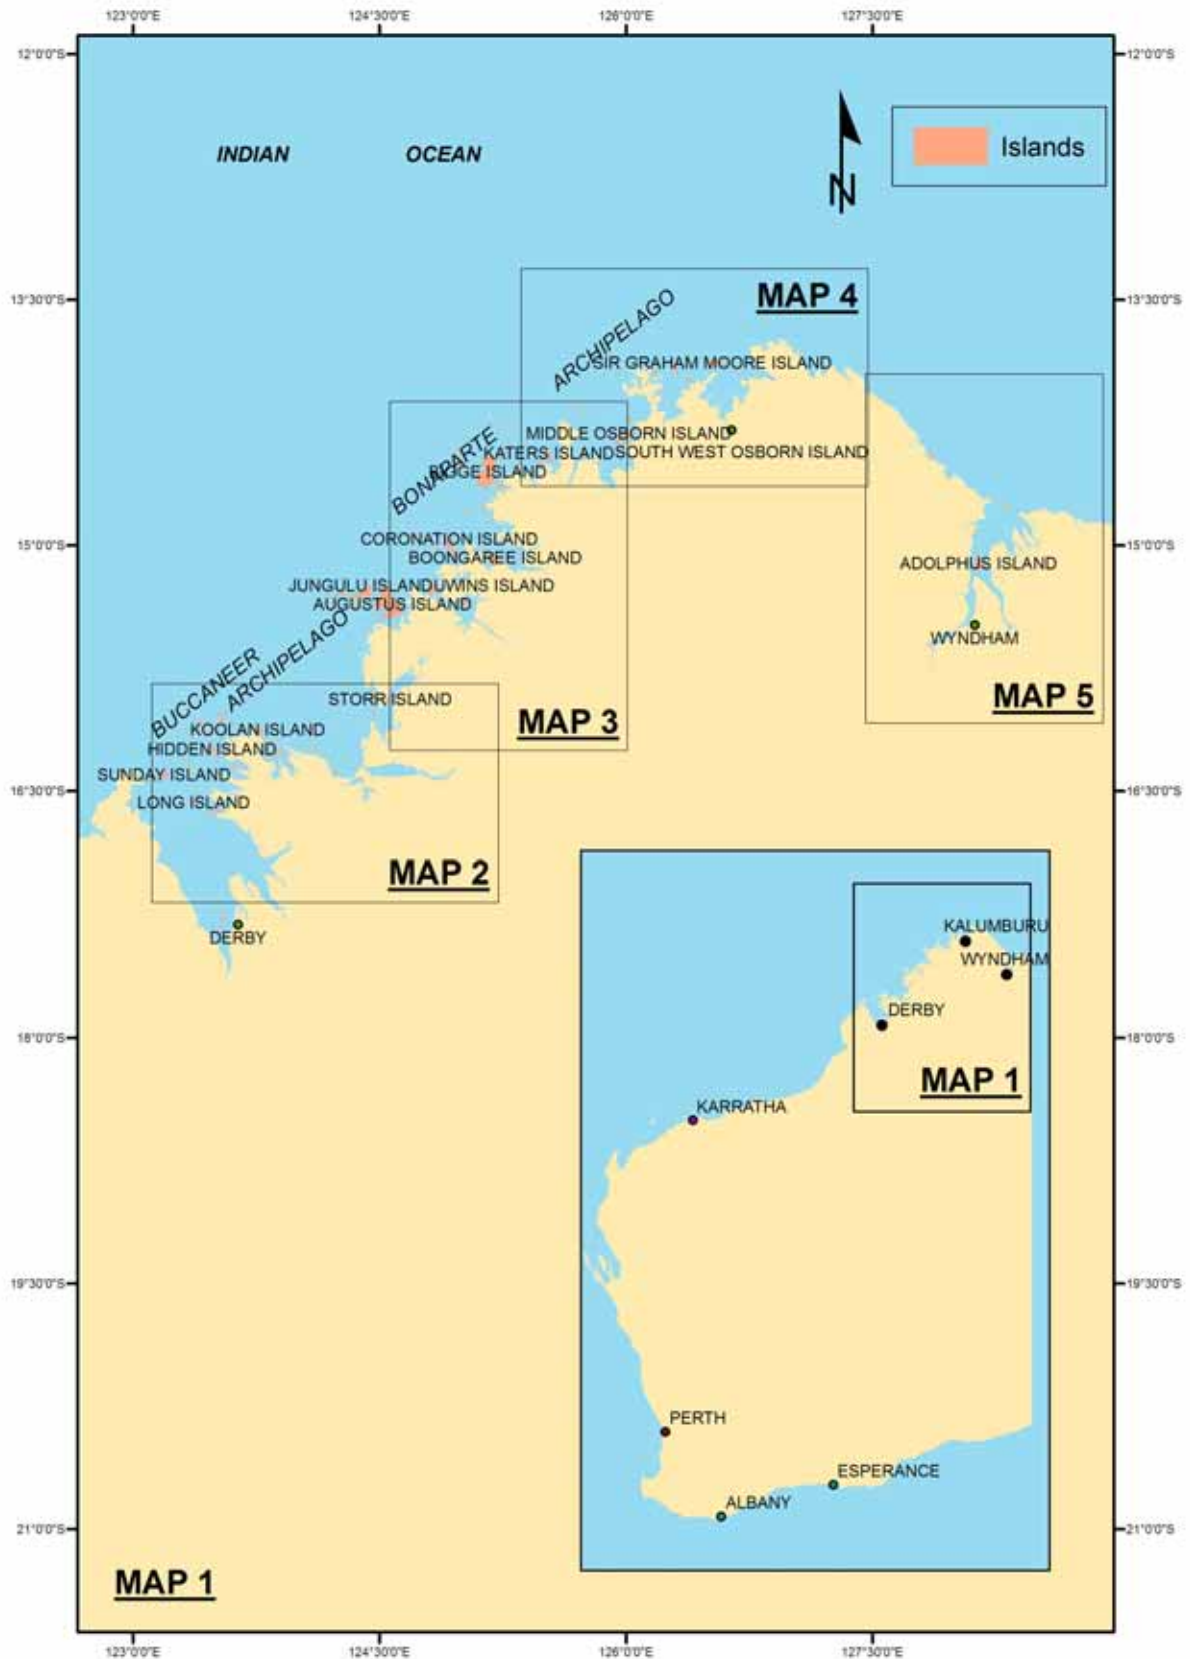 123°0'0"E 124°30'0"E 126°0'0"E 127°30'0"E
12°0'0"S 12°0'0"S
INDIAN OCEAN
N
Islands
13°30'0"S 13°30'0"S
MAP 4
ARCHIPELAGO
SIR GRAHAM MOORE ISLAND
MIDDLE OSBORN ISLAND
KATERS ISLAND SOUTH WEST OSBORN ISLAND
BONAPARTE
BIGGE ISLAND
CORONATION ISLAND
15°0'0"S 15°0'0"S
BOONGAREE ISLAND
ADOLPHUS ISLAND
JUNGULU ISLAND UWINS ISLAND
AUGUSTUS ISLAND
WYNDHAM
BUCCANEER
ARCHIPELAGO
STORR ISLAND
MAP 5
MAP 3
KOOLAN ISLAND
HIDDEN ISLAND
SUNDAY ISLAND
16°30'0"S 16°30'0"S
LONG ISLAND
MAP 2
DERBY
KALUMBURU
WYNDHAM
DERBY
18°0'0"S 18°0'0"S
MAP 1
KARRATHA
19°30'0"S 19°30'0"S
PERTH
ESPERANCE
ALBANY
21°0'0"S 21°0'0"S
MAP 1
123°0'0"E 124°30'0"E 126°0'0"E 127°30'0"E